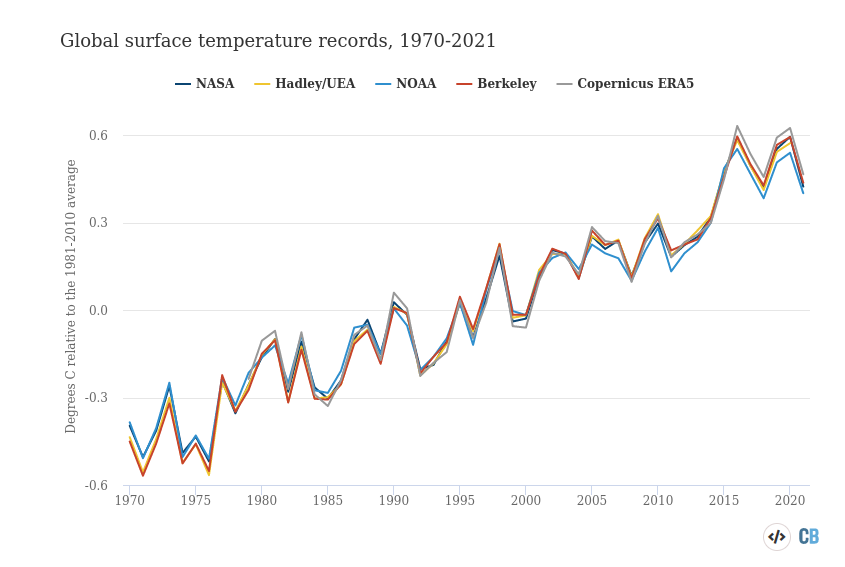 Global surface temperature records, 1970-2021
NASA Hadley/UEA NOAA Berkeley Copernicus ERA5
Degrees C relative to the 1981-2010 average
0.6
0.3
0.0
-0.3
-0.6
1970 1975 1980 1985 1990 1995 2000 2005 2010 2015 2020
</> CB